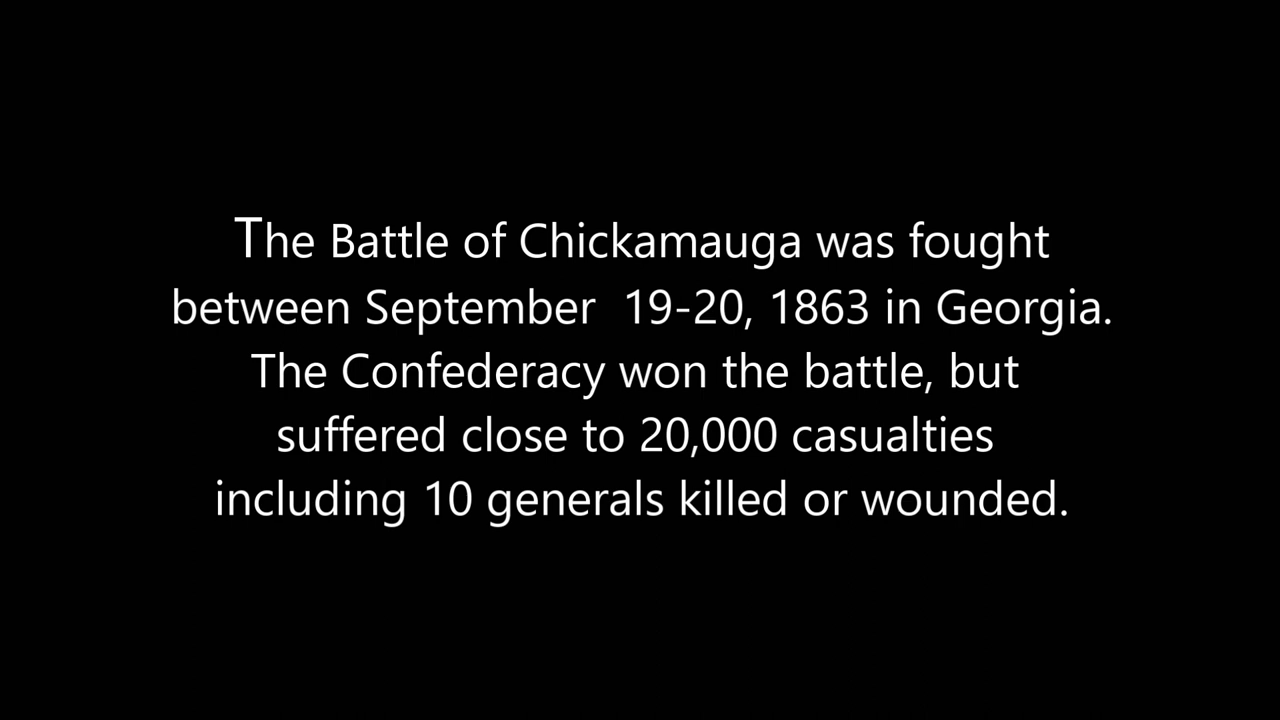 The Battle of Chickamauga was fought
between September  19-20, 1863 in Georgia.
The Confederacy won the battle, but
suffered close to 20,000 casualties
including 10 generals killed or wounded.